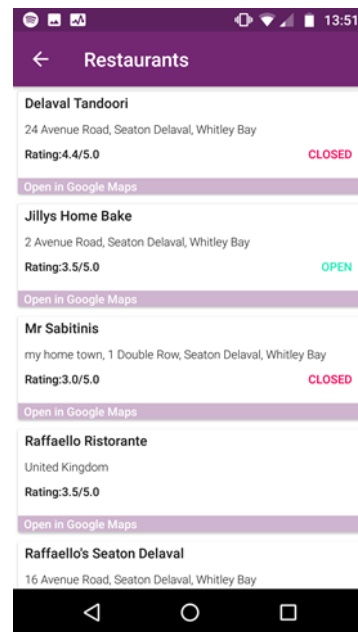 13:51
Restaurants
Delaval Tandoori
24 Avenue Road, Seaton Delaval, Whitley Bay
Rating:4.4/5.0 CLOSED
Open in Google Maps
Jillys Home Bake
2 Avenue Road, Seaton Delaval, Whitley Bay
Rating:3.5/5.0 OPEN
Open in Google Maps
Mr Sabitinis
my home town, 1 Double Row, Seaton Delaval, Whitley Bay
Rating:3.0/5.0 CLOSED
Open in Google Maps
Raffaello Ristorante
United Kingdom
Rating:3.5/5.0
Open in Google Maps
Raffaello's Seaton Delaval
16 Avenue Road, Seaton Delaval, Whitley Bay